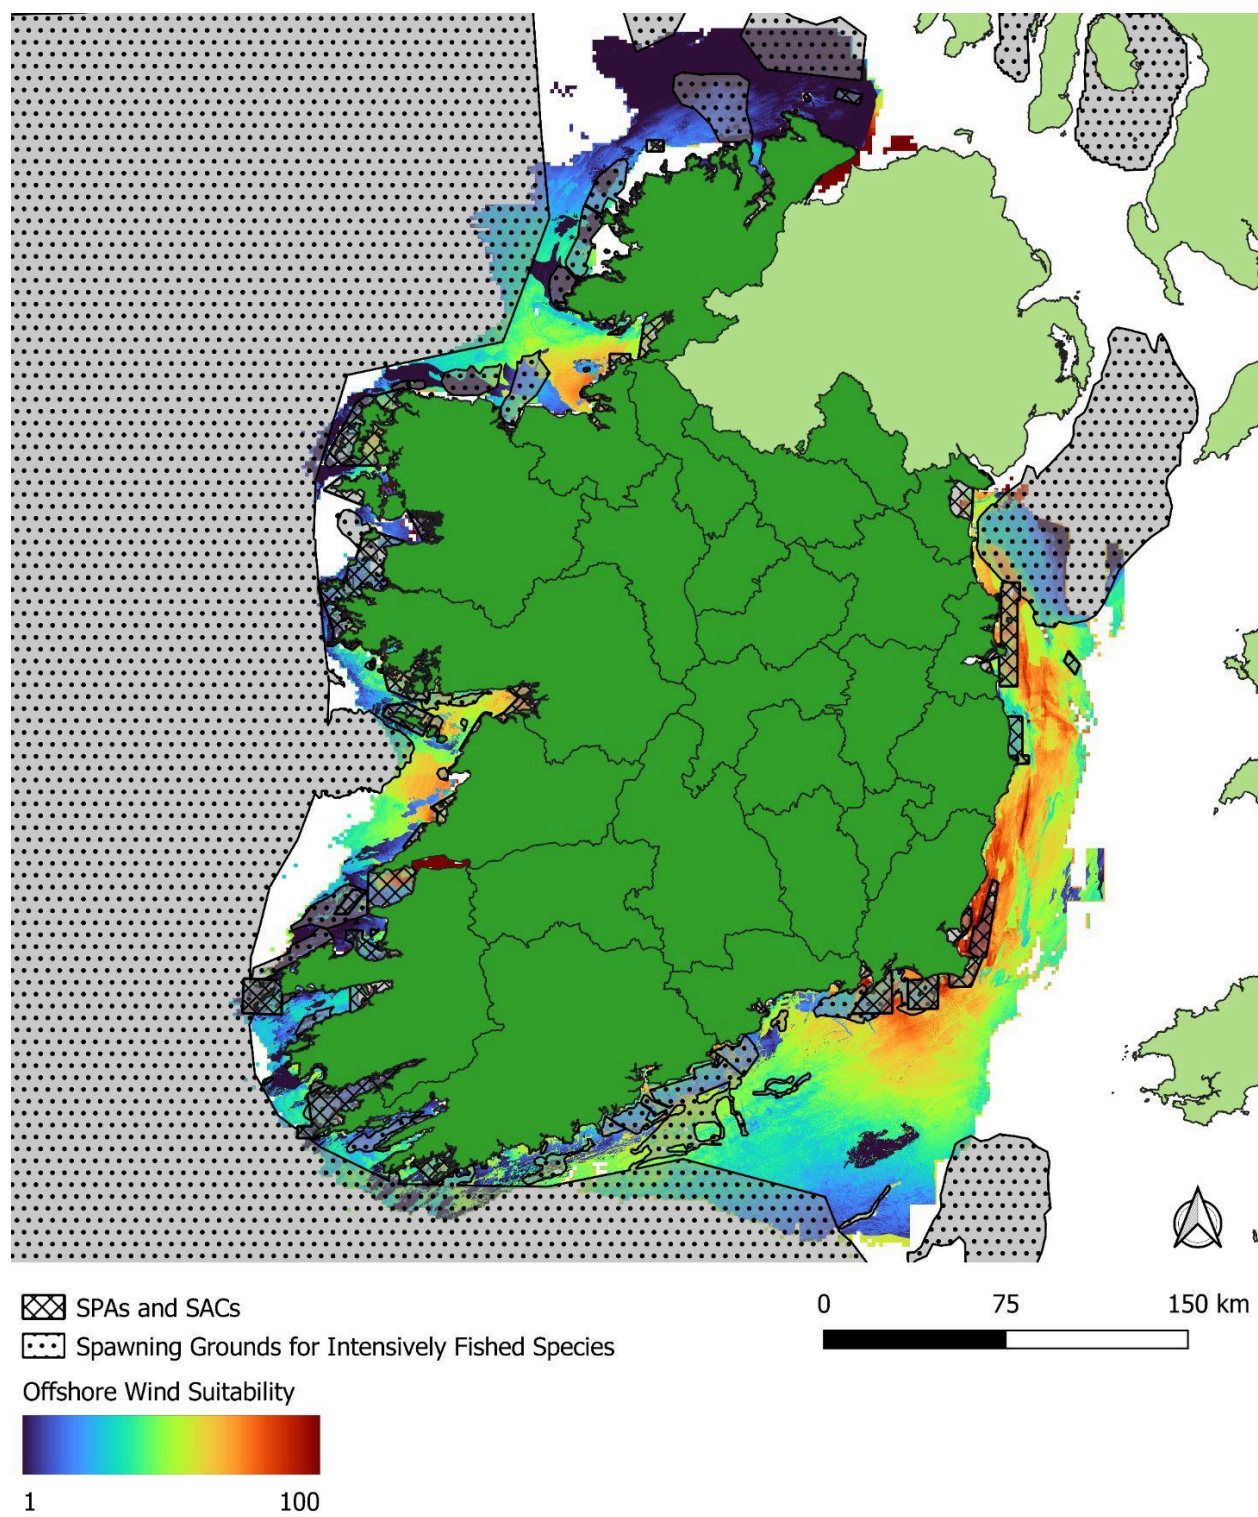 SPAs and SACs
Spawning Grounds for Intensively Fished Species
Offshore Wind Suitability
1 100
0 75 150 km